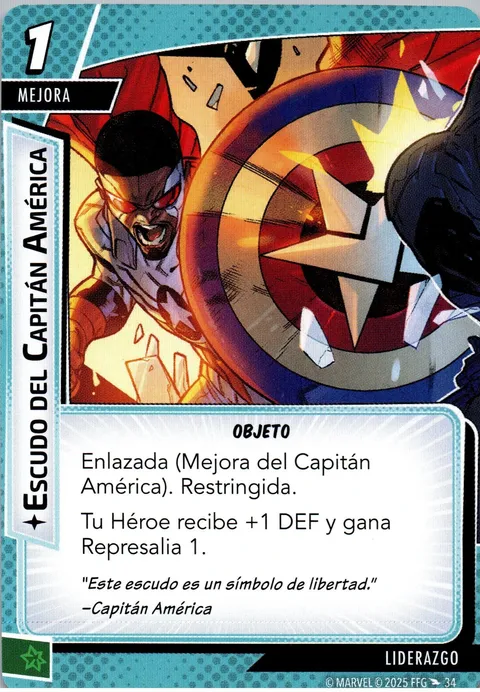 1
MEJORA
ESCUDO DEL CAPITÁN AMÉRICA
OBJETO
Enlazada (Mejora del Capitán
América). Restringida.
Tu Héroe recibe +1 DEF y gana
Represalia 1.
"Este escudo es un símbolo de libertad."
–Capitán América
LIDERAZGO
© MARVEL © 2025 FFG 34